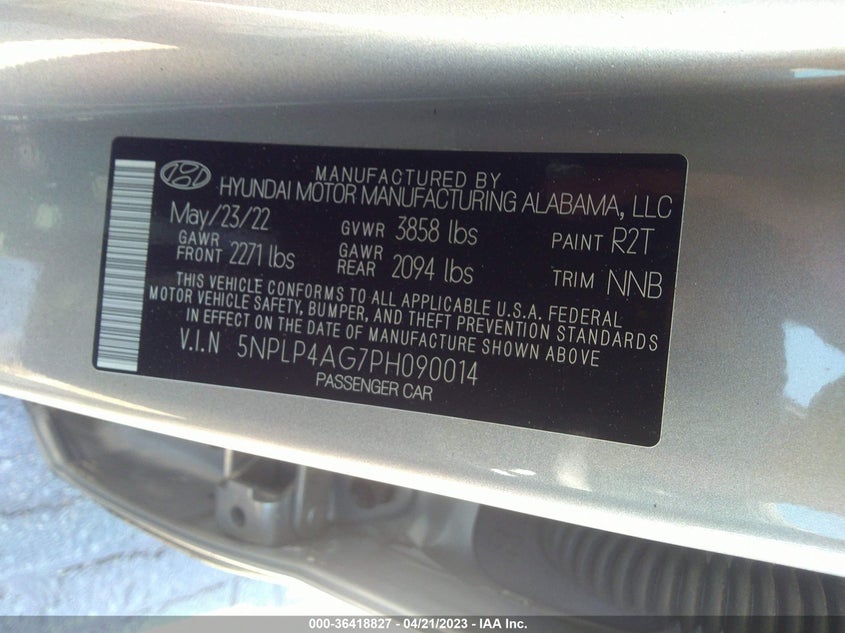 MANUFACTURED BY
HYUNDAI MOTOR MANUFACTURING ALABAMA, LLC
May/23/22 GVWR 3858 lbs PAINT R2T
GAWR FRONT 2271 lbs GAWR REAR 2094 lbs TRIM NNB
THIS VEHICLE CONFORMS TO ALL APPLICABLE U.S.A. FEDERAL
MOTOR VEHICLE SAFETY, BUMPER, AND THEFT PREVENTION STANDARDS
IN EFFECT ON THE DATE OF MANUFACTURE SHOWN ABOVE
V.I.N 5NPLP4AG7PH090014
PASSENGER CAR
000-36418827 - 04/21/2023 - IAA Inc.